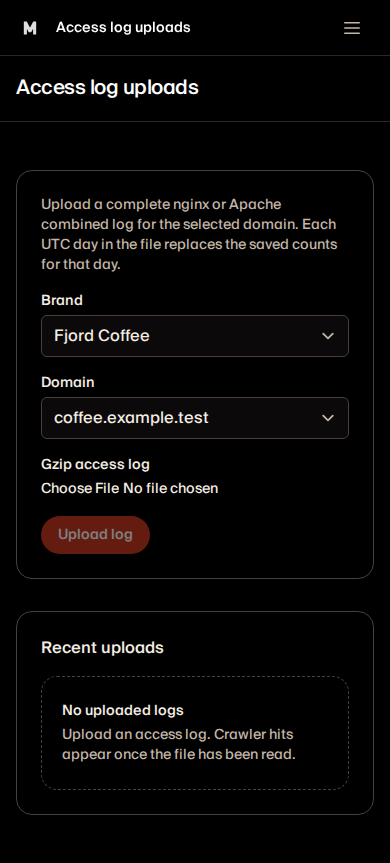 M Access log uploads
Access log uploads
Upload a complete nginx or Apache
combined log for the selected domain. Each
UTC day in the file replaces the saved counts
for that day.
Brand
Fjord Coffee
Domain
coffee.example.test
Gzip access log
Choose File No file chosen
Upload log
Recent uploads
No uploaded logs
Upload an access log. Crawler hits
appear once the file has been read.